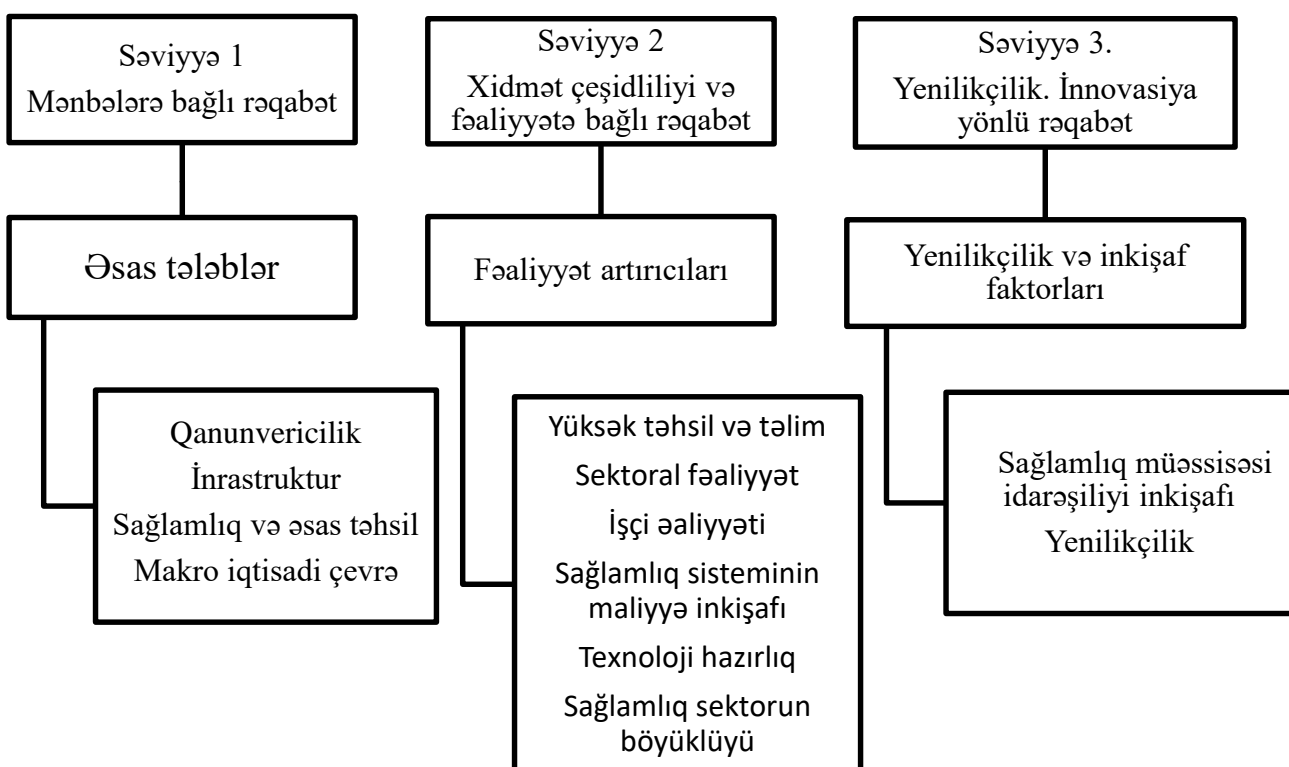 Səviyyə 1
Mənbələrə bağlı rəqabət
Əsas tələblər
Qanunvericilik
İnrastruktur
Sağlamlıq və əsas təhsil
Makro iqtisadi çevrə
Səviyyə 2
Xidmət çeşidliliyi və
fəaliyyətə bağlı rəqabət
Fəaliyyət artırıcıları
Yüksək təhsil və təlim
Sektoral fəaliyyət
İşçi əaliyyəti
Sağlamlıq sisteminin
maliyyə inkişafı
Texnoloji hazırlıq
Sağlamlıq sektorun
böyüklüyü
Səviyyə 3.
Yenilikçilik. İnnovasiya
yönlü rəqabət
Yenilikçilik və inkişaf
faktorları
Sağlamlıq müəssisəsi
idarəşiliyi inkişafı
Yenilikçilik